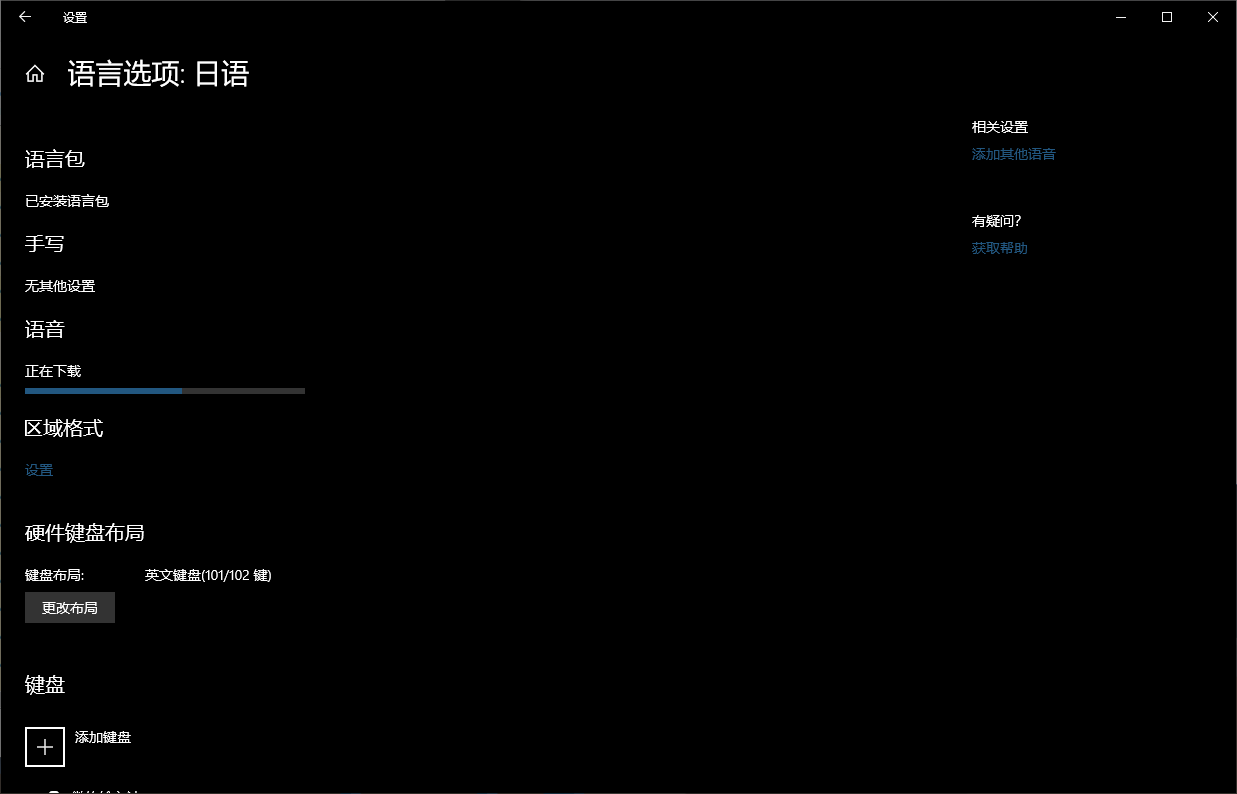 设置
语言选项: 日语
语言包
已安装语言包
手写
无其他设置
语音
正在下载
区域格式
设置
硬件键盘布局
键盘布局:
英文键盘(101/102 键)
更改布局
键盘
添加键盘
相关设置
添加其他语音
有疑问?
获取帮助